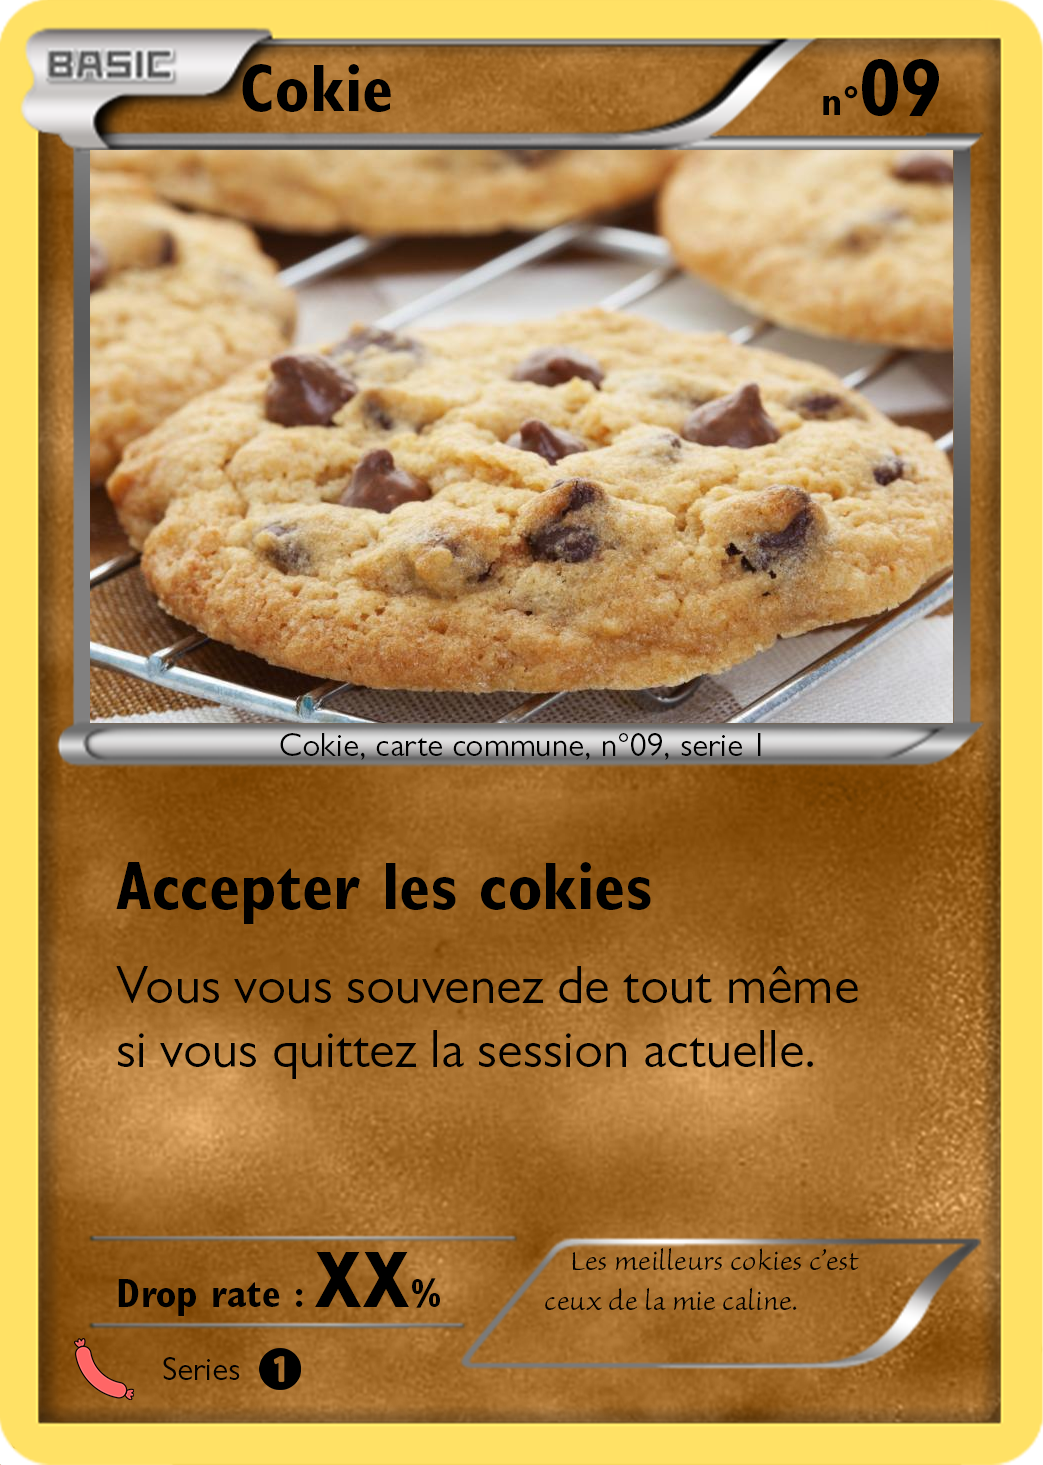 BASIC
Cokie
n°09
Cokie, carte commune, n°09, serie 1
Accepter les cokies
Vous vous souvenez de tout même
si vous quittez la session actuelle.
Drop rate : XX%
Les meilleurs cokies c’est
ceux de la mie caline.
Series 1